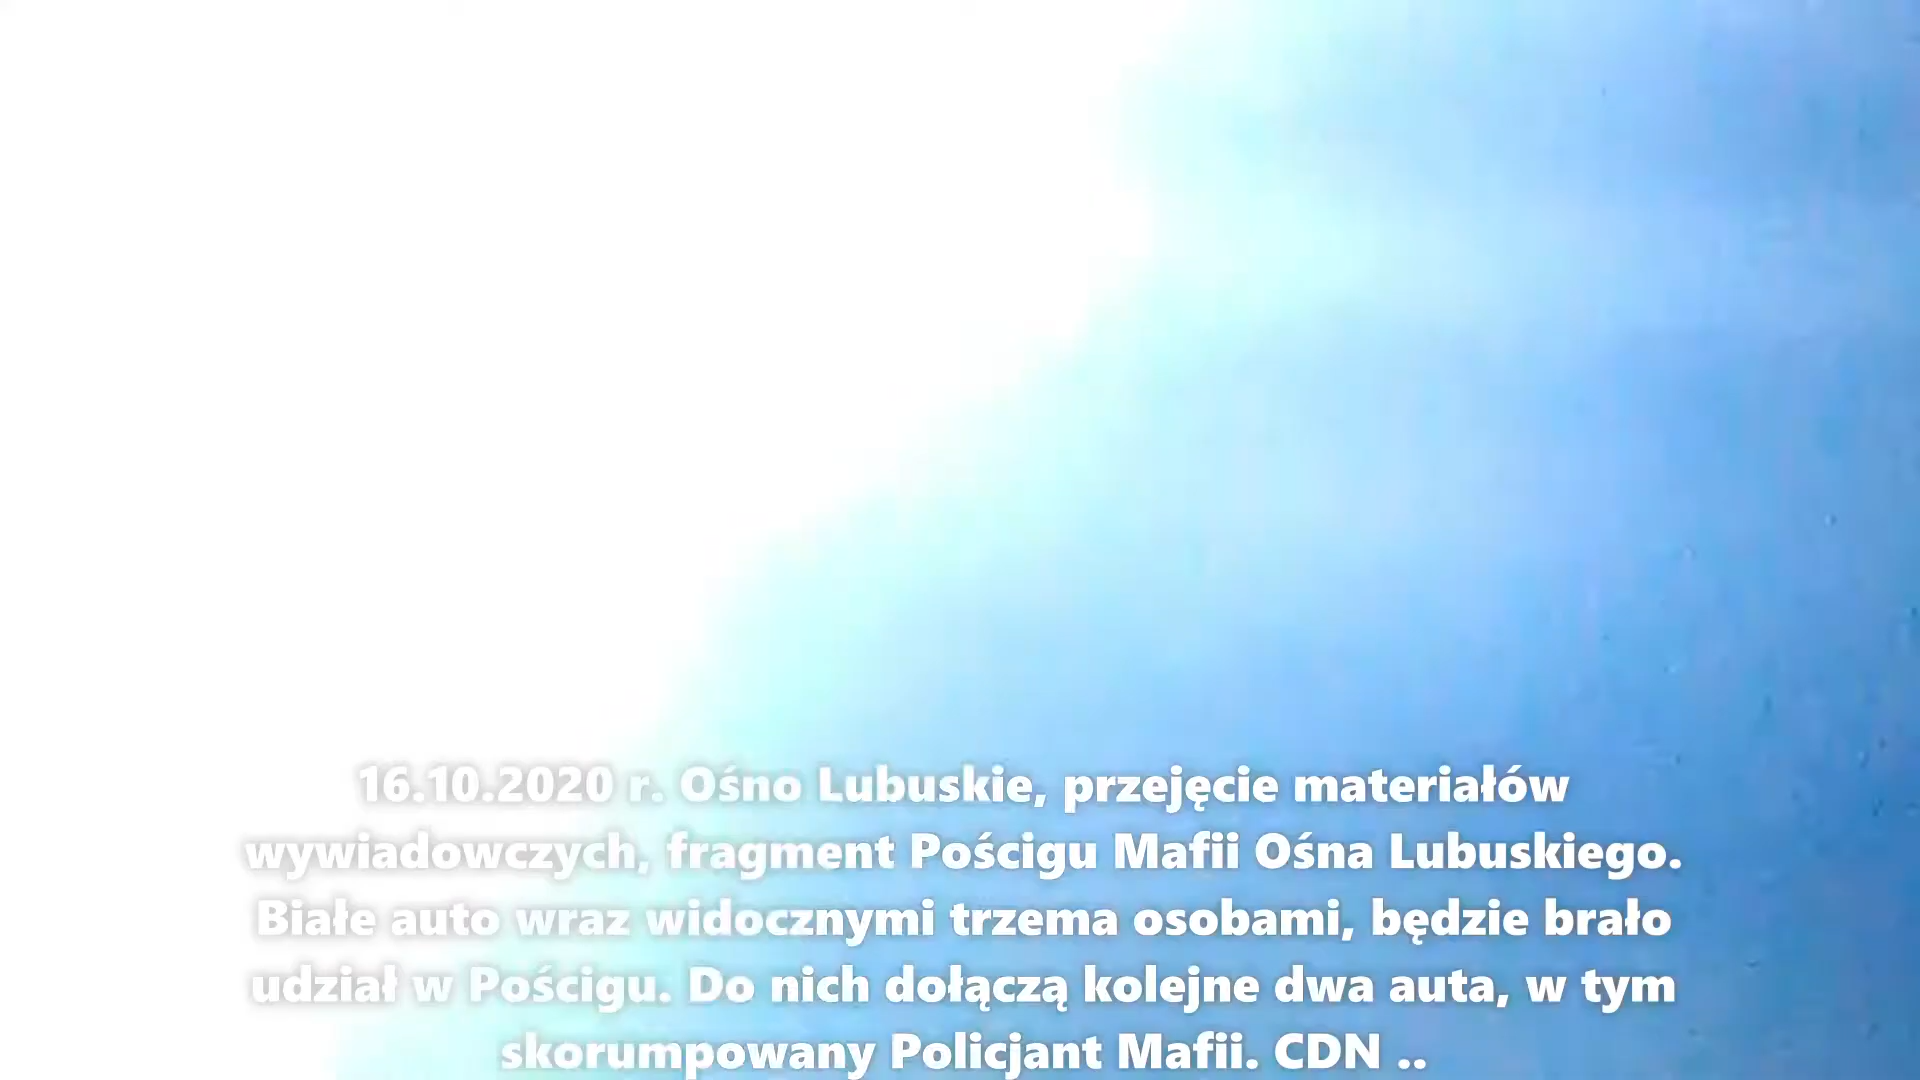 16.10.2020 r. Ośno Lubuskie, przejęcie materiałów
wywiadowczych, fragment Pościgu Mafii Ośna Lubuskiego.
Białe auto wraz widocznymi trzema osobami, będzie brało
udział w Pościgu. Do nich dołączą kolejne dwa auta, w tym
skorumpowany Policjant Mafii. CDN ..